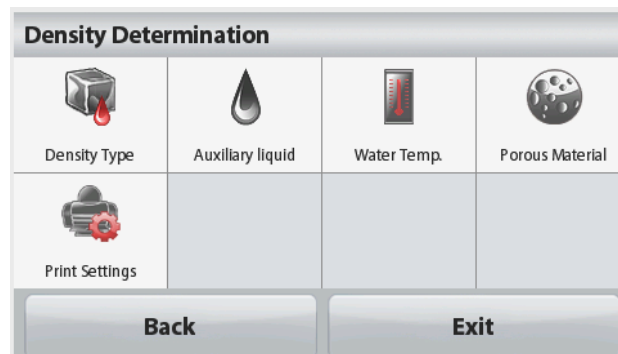 Density Determination
Density Type
Auxiliary liquid
Water Temp.
Porous Material
Print Settings
Back
Exit